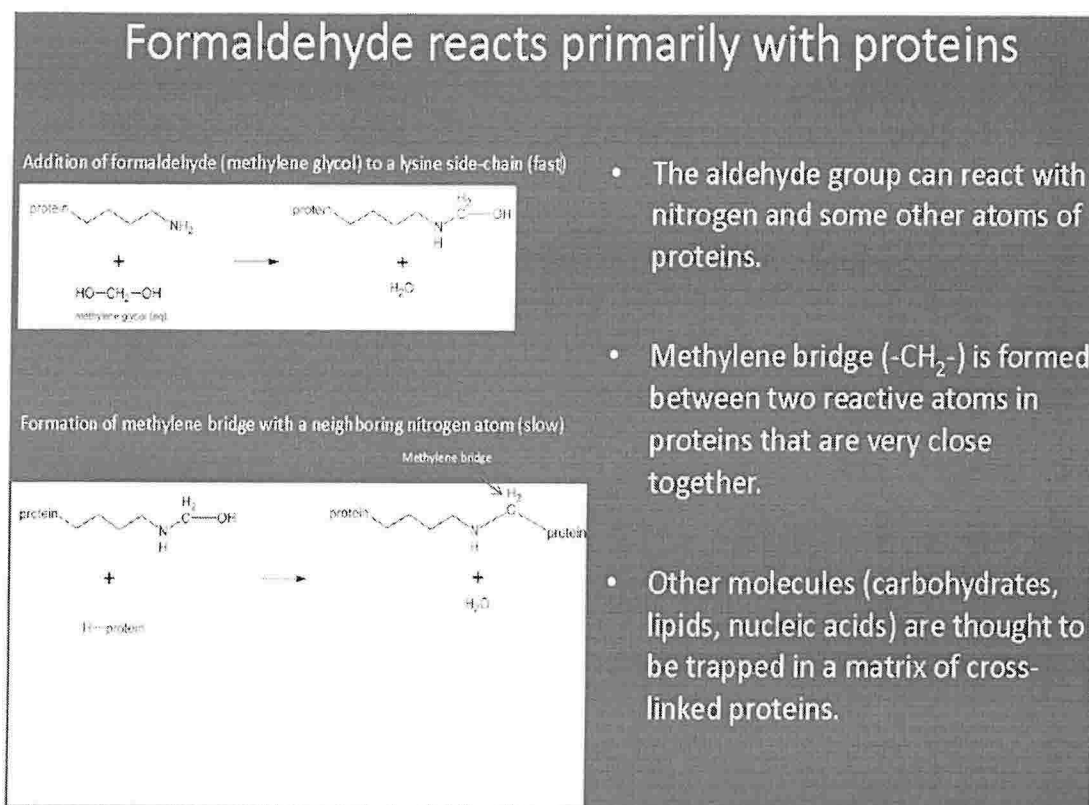 Formaldehyde reacts primarily with proteins
Addition of formaldehyde (methylene glycol) to a lysine side-chain (fast)
protein
NH₂
+
HO—CH₂—OH
methylene glycol (aq)
protein
H₂
C
OH
N
H
+
H₂O
Formation of methylene bridge with a neighboring nitrogen atom (slow)
Methylene bridge
protein
H₂
C
OH
N
H
+
H—protein
protein
H₂
C
N
H
protein
+
H₂O
• The aldehyde group can react with
nitrogen and some other atoms of
proteins.
• Methylene bridge (-CH₂-) is formed
between two reactive atoms in
proteins that are very close
together.
• Other molecules (carbohydrates,
lipids, nucleic acids) are thought to
be trapped in a matrix of cross-
linked proteins.